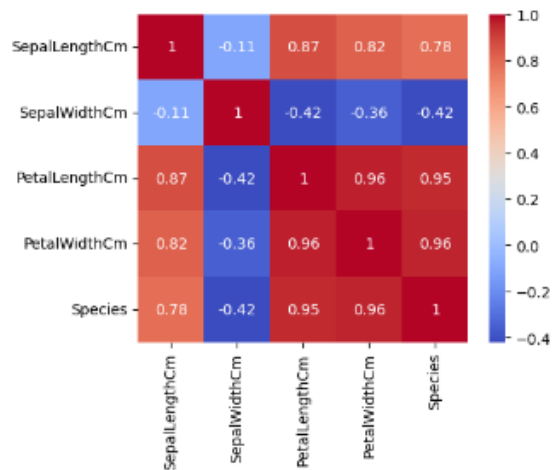 SepalLengthCm 1 -0.11 0.87 0.82 0.78
SepalWidthCm -0.11 1 -0.42 -0.36 -0.42
PetalLengthCm 0.87 -0.42 1 0.96 0.95
PetalWidthCm 0.82 -0.36 0.96 1 0.96
Species 0.78 -0.42 0.95 0.96 1
SepalLengthCm
SepalWidthCm
PetalLengthCm
PetalWidthCm
Species
1.0
0.8
0.6
0.4
0.2
0.0
−0.2
−0.4